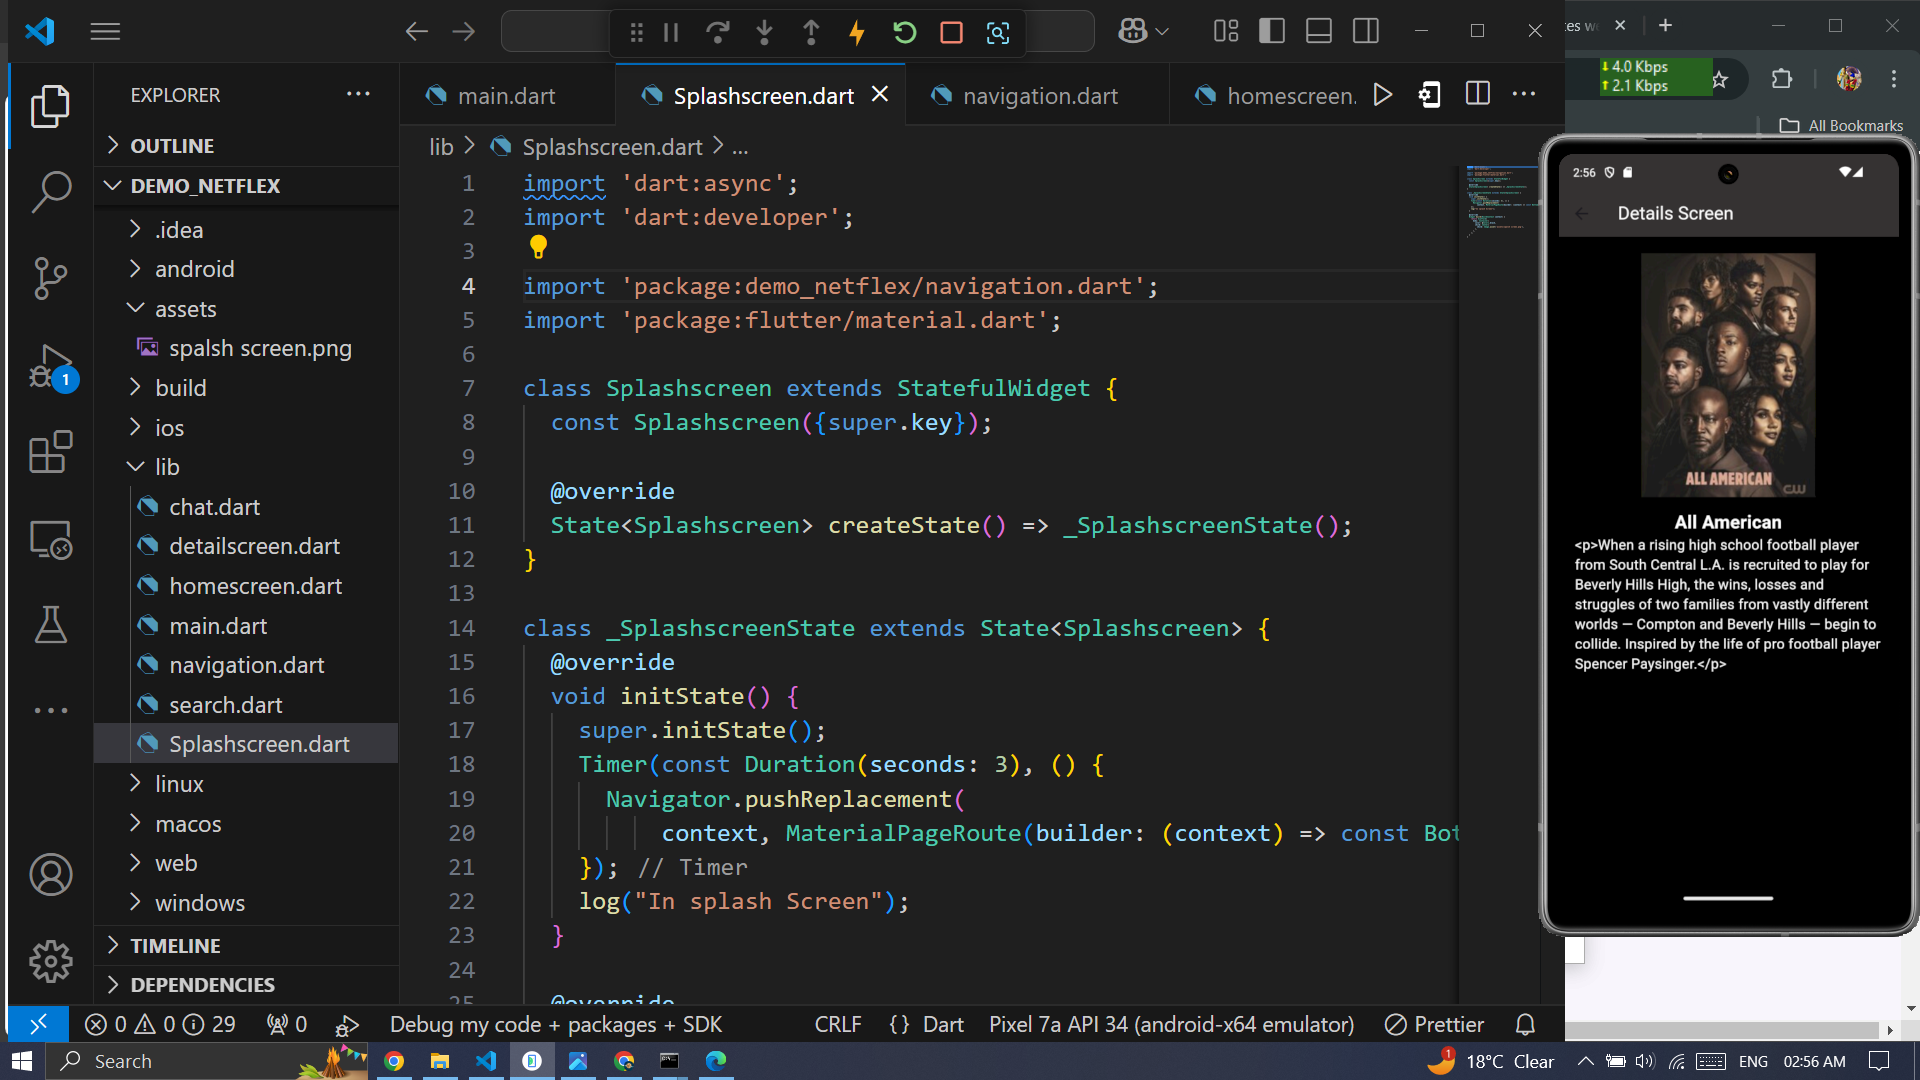 es w
4.0 Kbps
2.1 Kbps
All Bookmarks
EXPLORER
OUTLINE
DEMO_NETFLEX
.idea
android
assets
spalsh screen.png
build
ios
lib
chat.dart
detailscreen.dart
homescreen.dart
main.dart
navigation.dart
search.dart
Splashscreen.dart
linux
macos
web
windows
TIMELINE
DEPENDENCIES
1
main.dart
Splashscreen.dart
navigation.dart
homescreen.
lib > Splashscreen.dart > ...
1 import 'dart:async';
2 import 'dart:developer';
3
4 import 'package:demo_netflex/navigation.dart';
5 import 'package:flutter/material.dart';
6
7 class Splashscreen extends StatefulWidget {
8 const Splashscreen({super.key});
9
10 @override
11 State<Splashscreen> createState() => _SplashscreenState();
12 }
13
14 class _SplashscreenState extends State<Splashscreen> {
15 @override
16 void initState() {
17 super.initState();
18 Timer(const Duration(seconds: 3), () {
19 Navigator.pushReplacement(
20 context, MaterialPageRoute(builder: (context) => const Bot
21 }); // Timer
22 log("In splash Screen");
23 }
24
25 @override
2:56
Details Screen
ALL AMERICAN
CW
All American
<p>When a rising high school football player
from South Central L.A. is recruited to play for
Beverly Hills High, the wins, losses and
struggles of two families from vastly different
worlds — Compton and Beverly Hills — begin to
collide. Inspired by the life of pro football player
Spencer Paysinger.</p>
0 0 29 0 Debug my code + packages + SDK CRLF {} Dart Pixel 7a API 34 (android-x64 emulator) Prettier
Search
1 18°C Clear ENG 02:56 AM